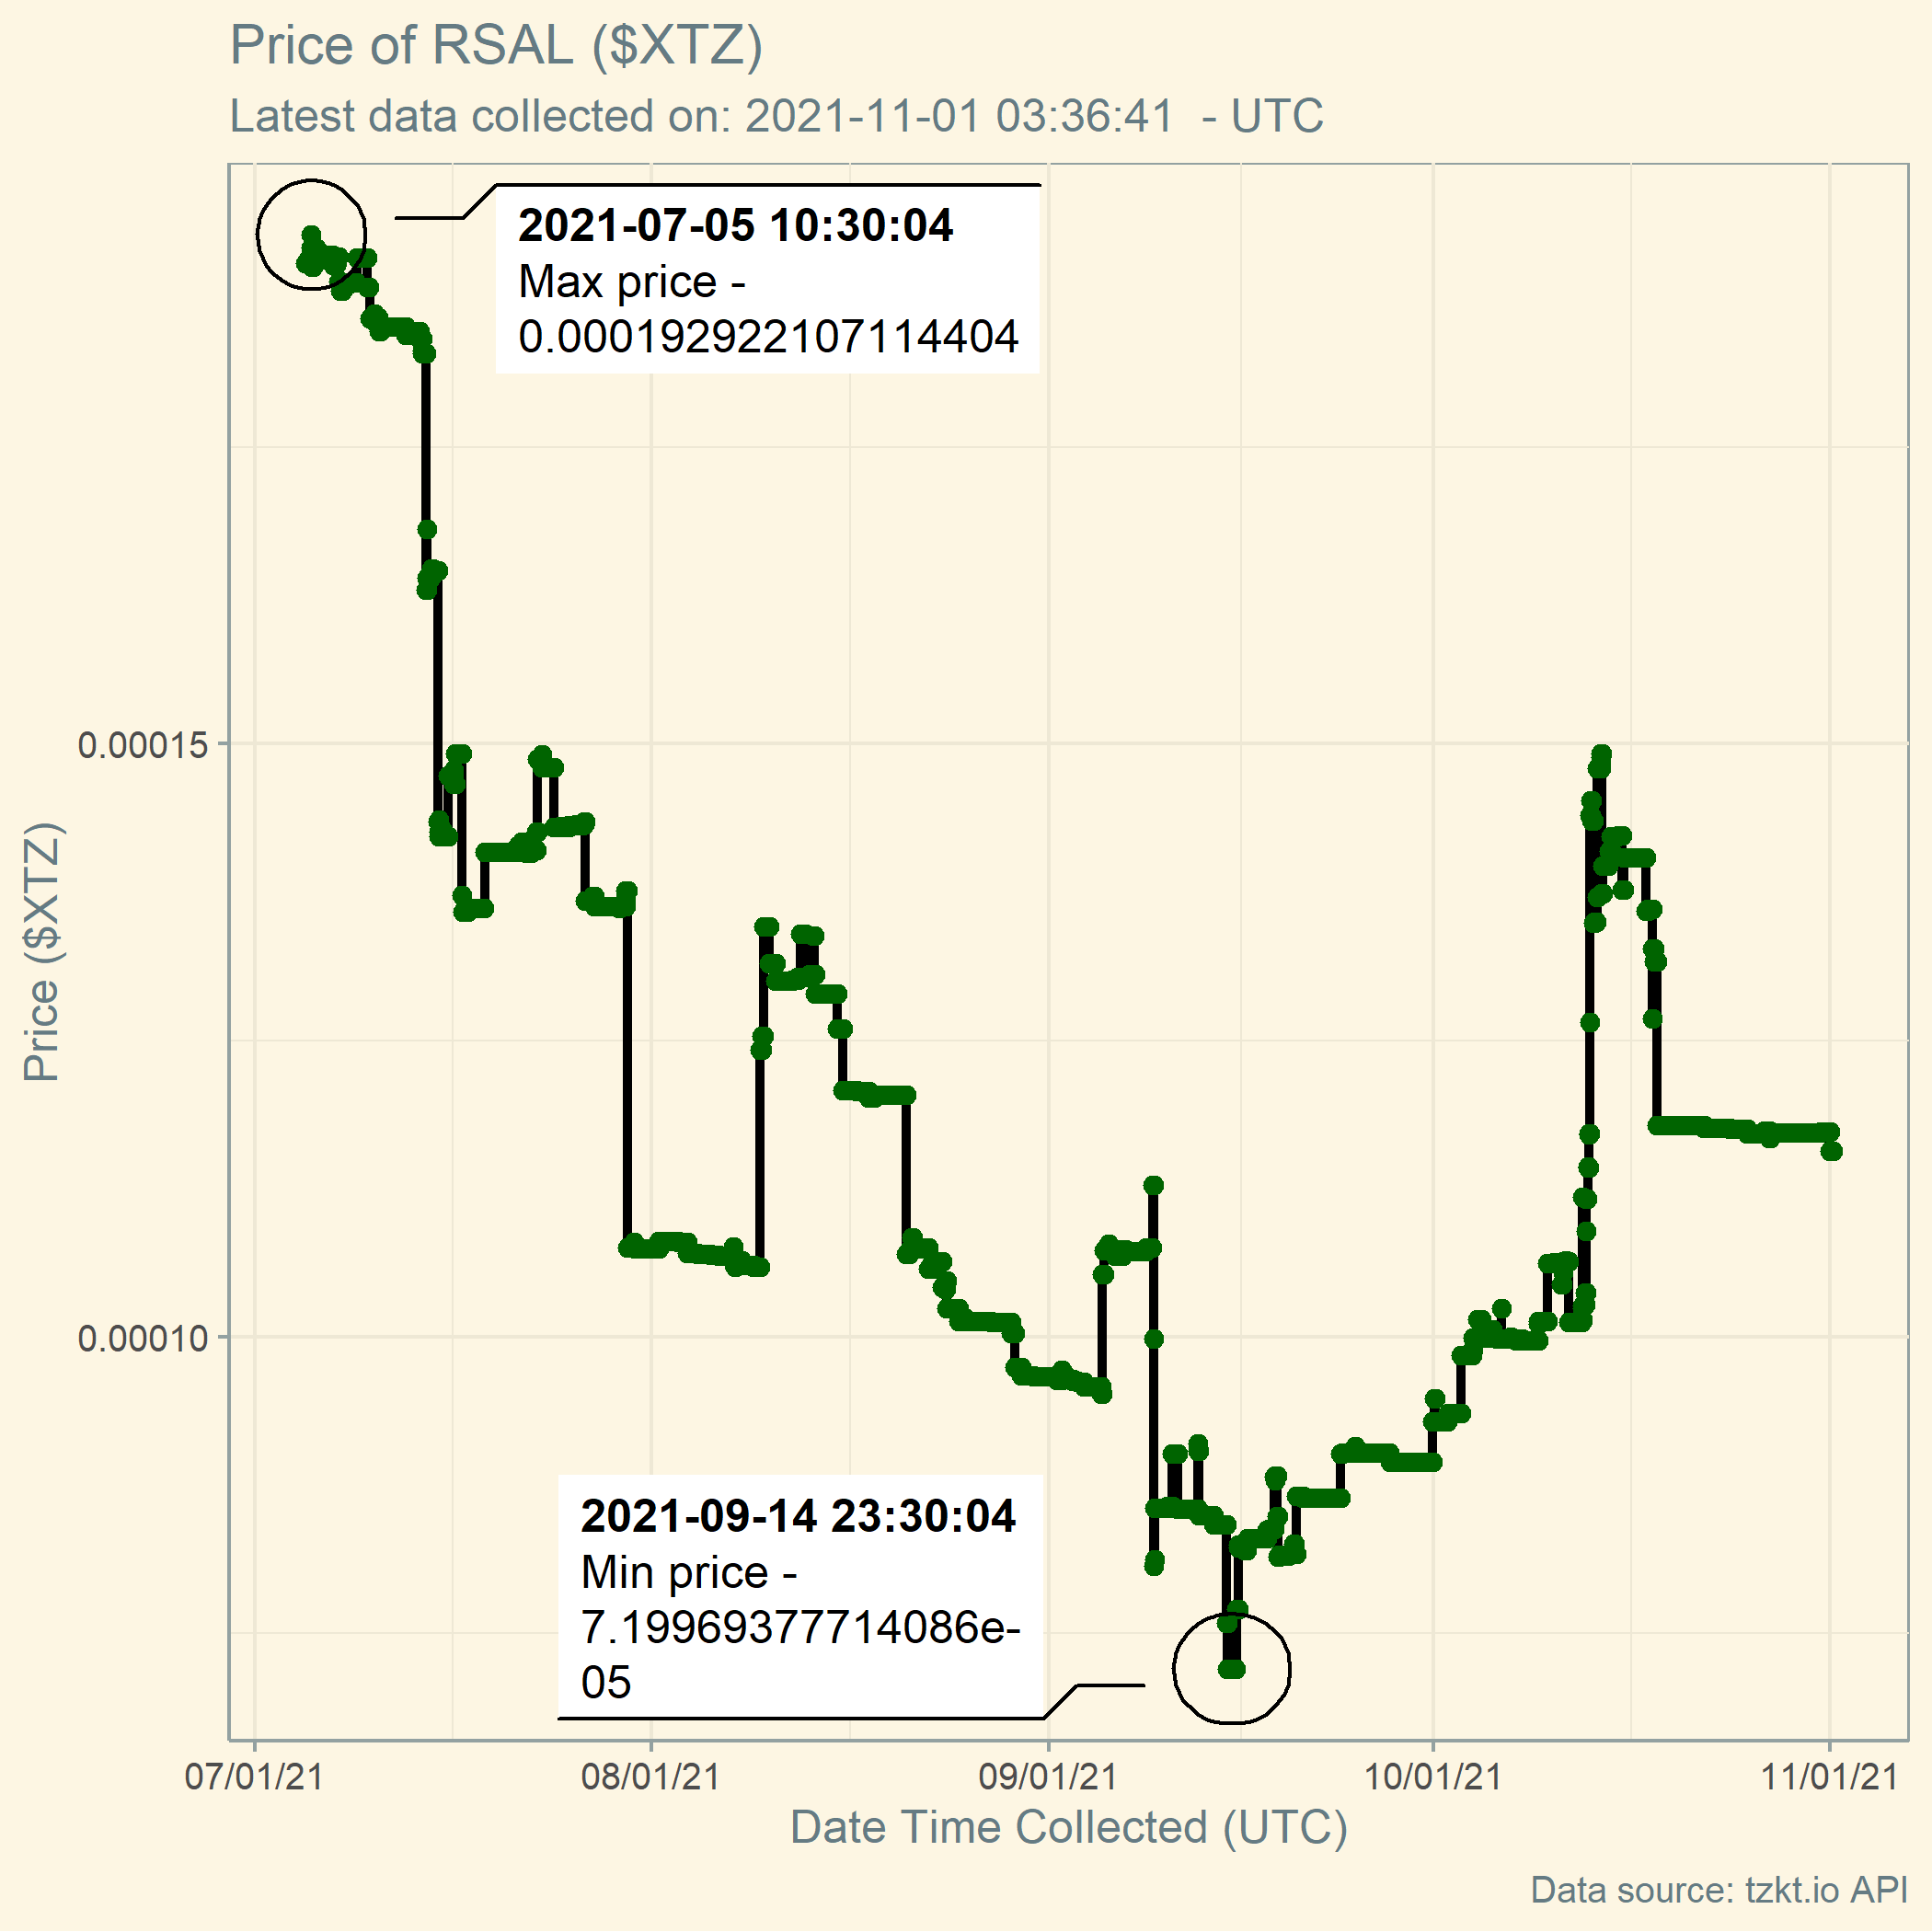 Price of RSAL ($XTZ)
Latest data collected on: 2021-11-01 03:36:41  - UTC
2021-07-05 10:30:04
Max price -
0.000192922107114404
0.00015
Price ($XTZ)
0.00010
2021-09-14 23:30:04
Min price -
7.19969377714086e-
05
07/01/21
08/01/21
09/01/21
10/01/21
11/01/21
Date Time Collected (UTC)
Data source: tzkt.io API